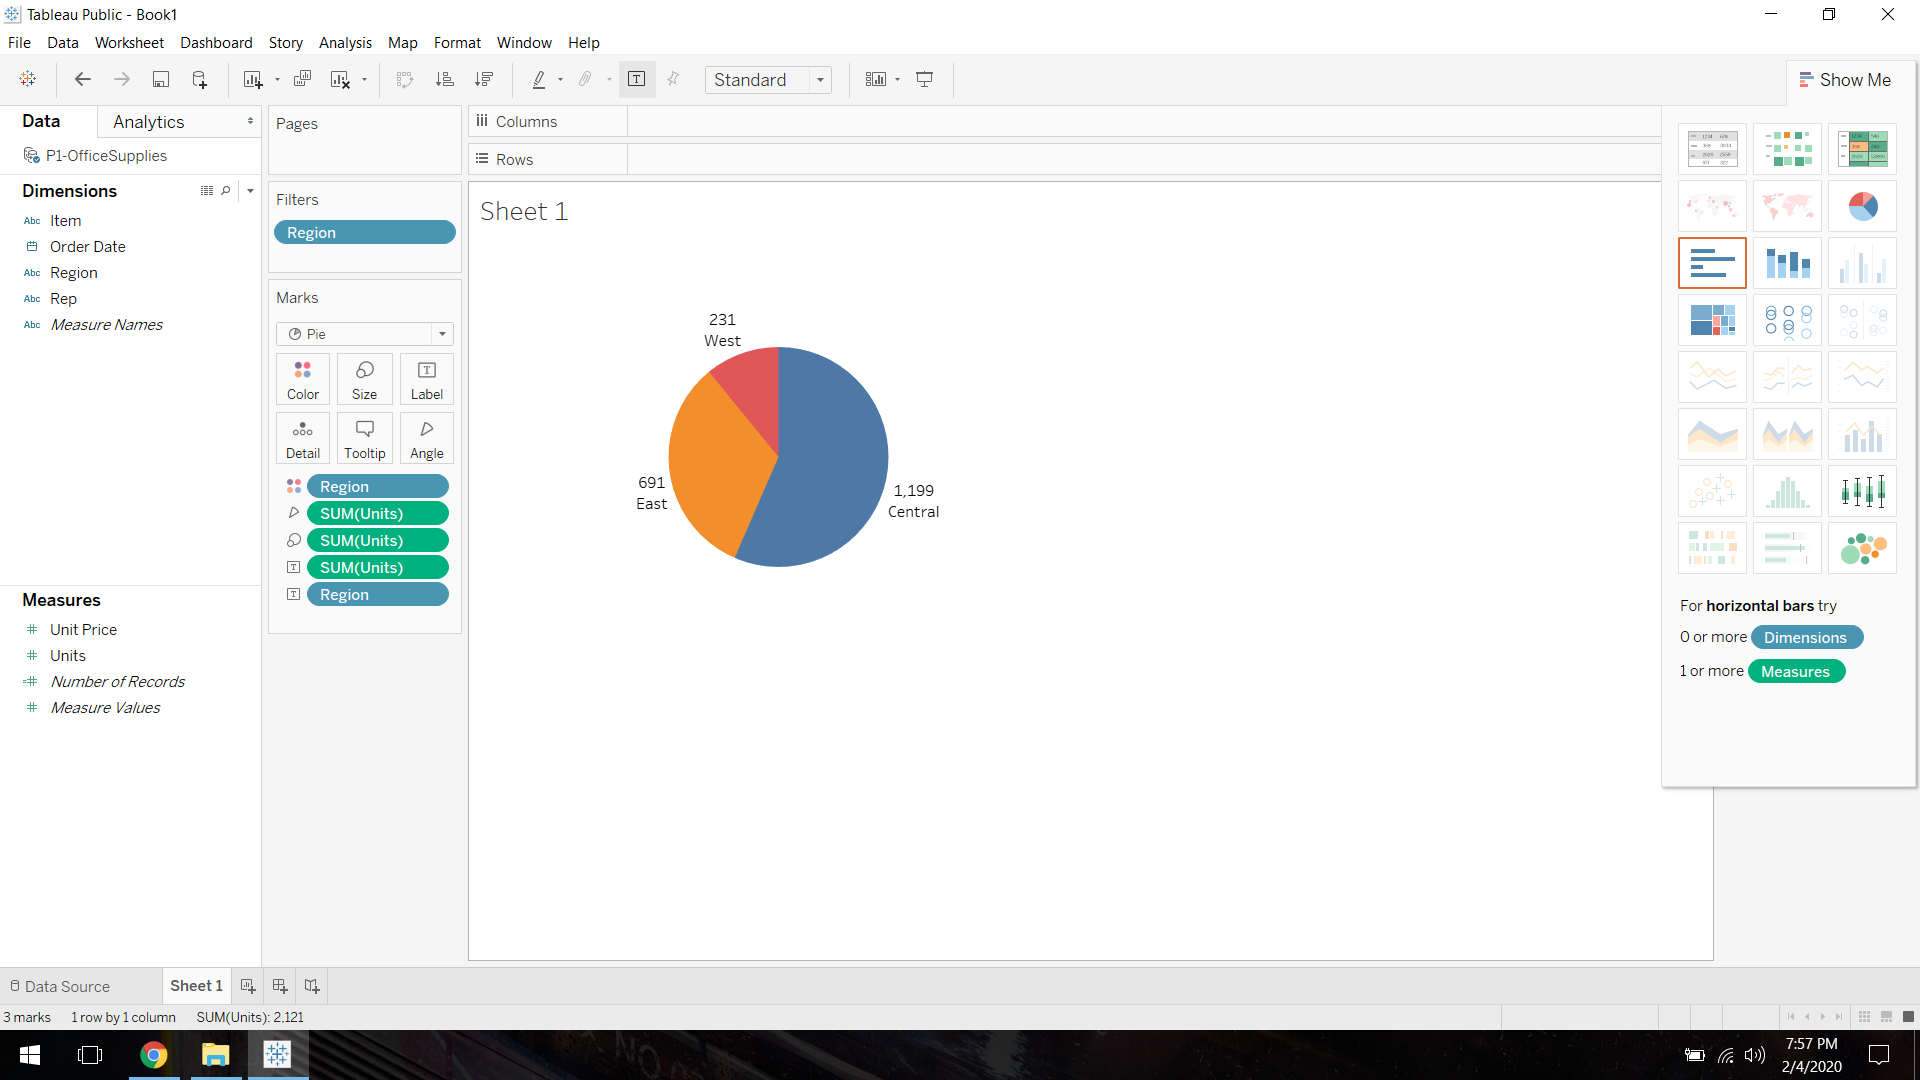 Tableau Public - Book1
File Data Worksheet Dashboard Story Analysis Map Format Window Help
Standard
Show Me
Data Analytics
P1-OfficeSupplies
Dimensions
Abc Item
Order Date
Abc Region
Abc Rep
Abc Measure Names
Measures
Unit Price
Units
Number of Records
Measure Values
Pages
Filters
Region
Marks
Pie
Color Size Label
Detail Tooltip Angle
Region
SUM(Units)
SUM(Units)
SUM(Units)
Region
Columns
Rows
Sheet 1
231
West
691
East
1,199
Central
For horizontal bars try
0 or more Dimensions
1 or more Measures
Data Source Sheet 1
3 marks 1 row by 1 column SUM(Units): 2,121
7:57 PM
2/4/2020